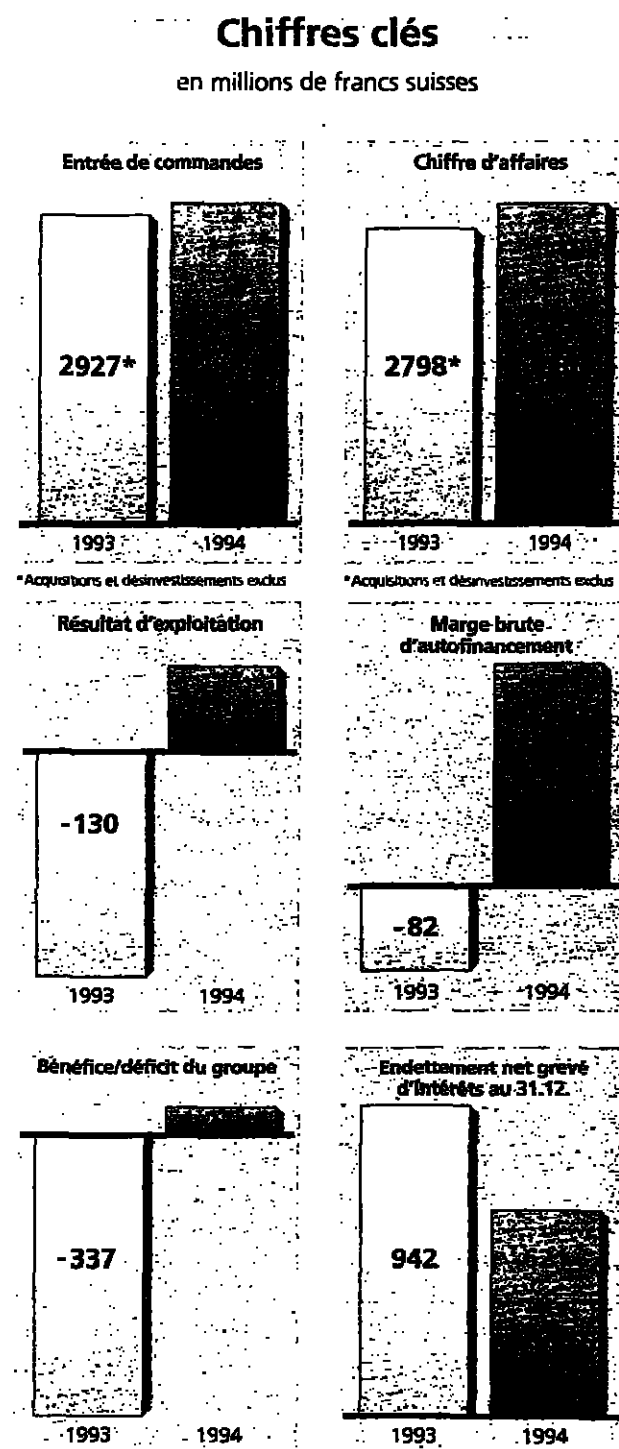 Chiffres clés
en millions de francs suisses
Entrée de commandes
2927*
1993 1994
*Acquisitions et désinvestissements exclus
Chiffre d'affaires
2798*
1993 1994
*Acquisitions et désinvestissements exclus
Résultat d'exploitation
-130
1993 1994
Marge brute
d'autofinancement
-82
1993 1994
Bénéfice/déficit du groupe
-337
1993 1994
Endettement net grevé
d'intérêts au 31.12.
942
1993 1994